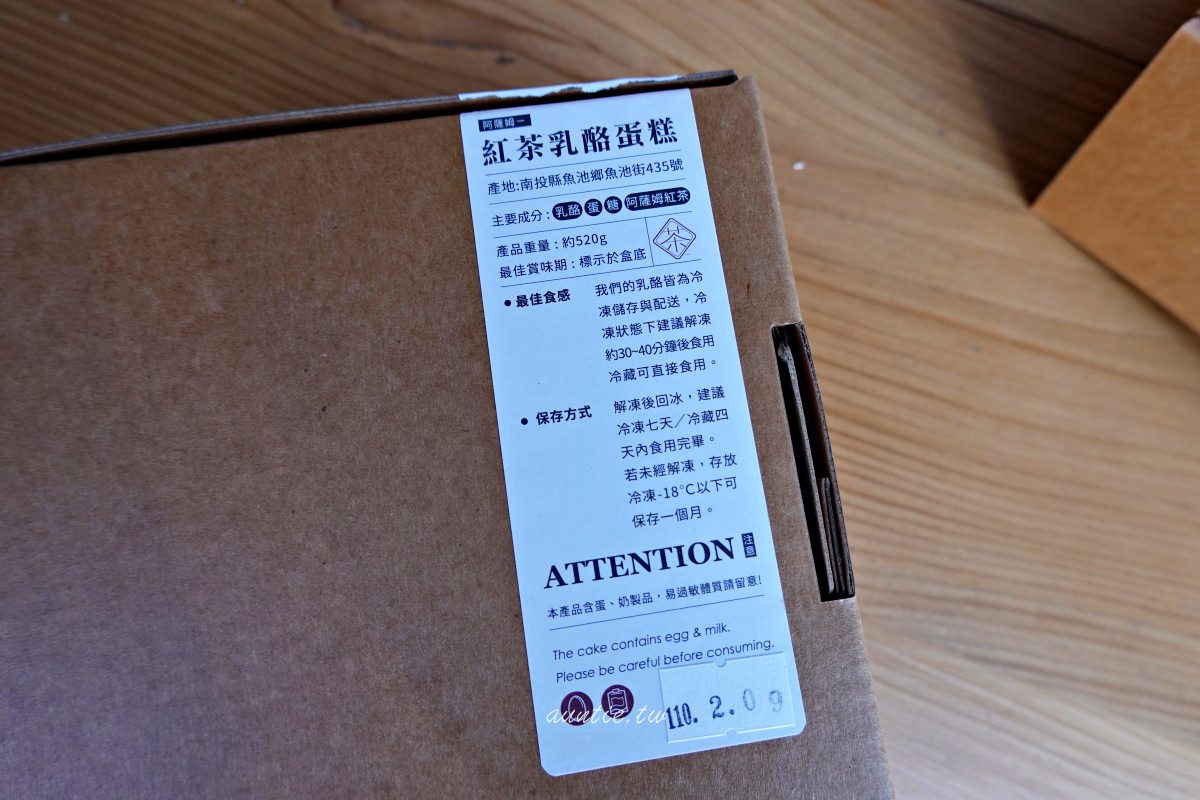 阿薩姆一
紅茶乳酪蛋糕
產地:南投縣魚池鄉魚池街435號
主要成分：乳酪 蛋 糖 阿薩姆紅茶
產品重量：約520g
最佳賞味期：標示於盒底
茶
●最佳食感
我們的乳酪皆為冷
凍儲存與配送，冷
凍狀態下建議解凍
約30~40分鐘後食用
冷藏可直接食用。
● 保存方式
解凍後回冰，建議
冷凍七天／冷藏四
天內食用完畢。
若未經解凍，存放
冷凍-18°C以下可
保存一個月。
ATTENTION 注意
本產品含蛋、奶製品，易過敏體質請留意!
The cake contains egg & milk.
Please be careful before consuming.
auntie.tw
110. 2. 0 9